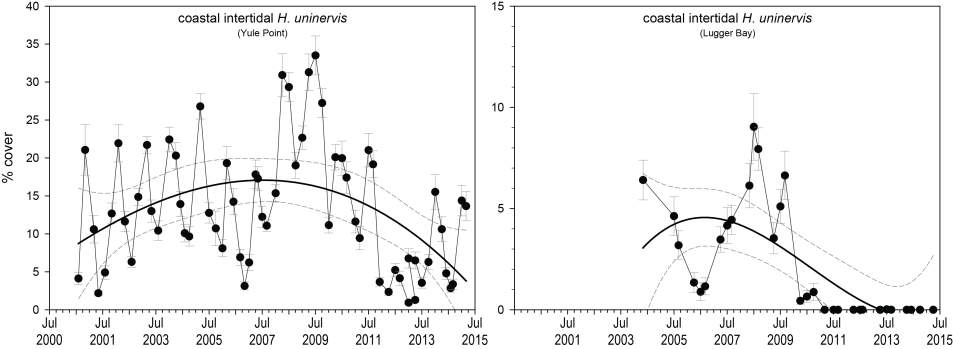 coastal intertidal H. uninervis
(Yule Point)
% cover
40
35
30
25
20
15
10
5
0
Jul Jul Jul Jul Jul Jul Jul Jul Jul
2000 2001 2003 2005 2007 2009 2011 2013 2015
coastal intertidal H. uninervis
(Lugger Bay)
15
10
5
0
Jul Jul Jul Jul Jul Jul Jul Jul
2001 2003 2005 2007 2009 2011 2013 2015